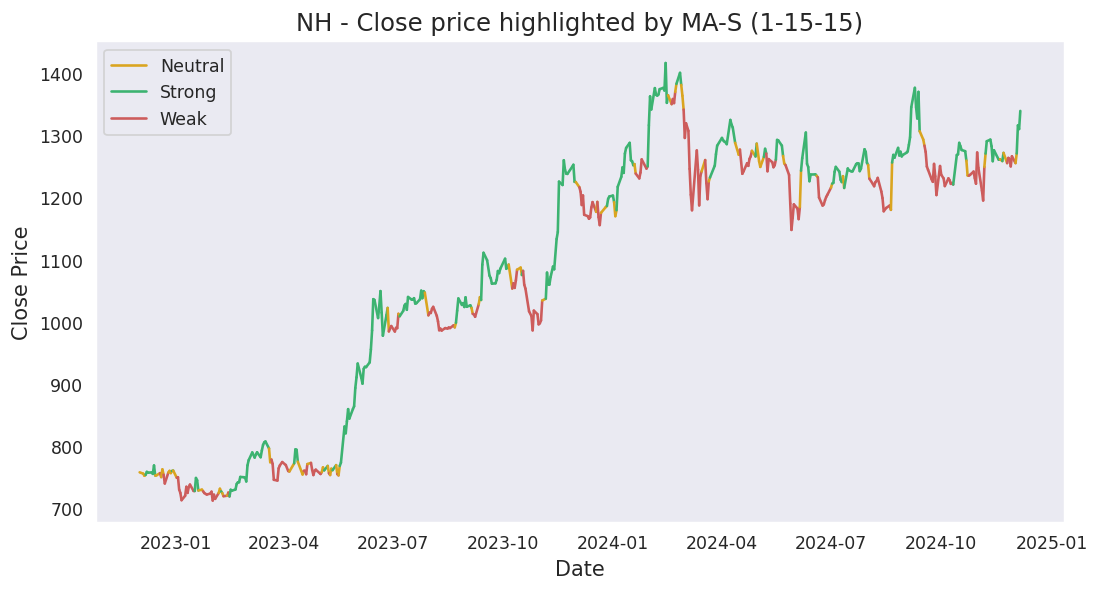 NH - Close price highlighted by MA-S (1-15-15)
Neutral
Strong
Weak
Close Price
1400
1300
1200
1100
1000
900
800
700
2023-01
2023-04
2023-07
2023-10
2024-01
2024-04
2024-07
2024-10
2025-01
Date